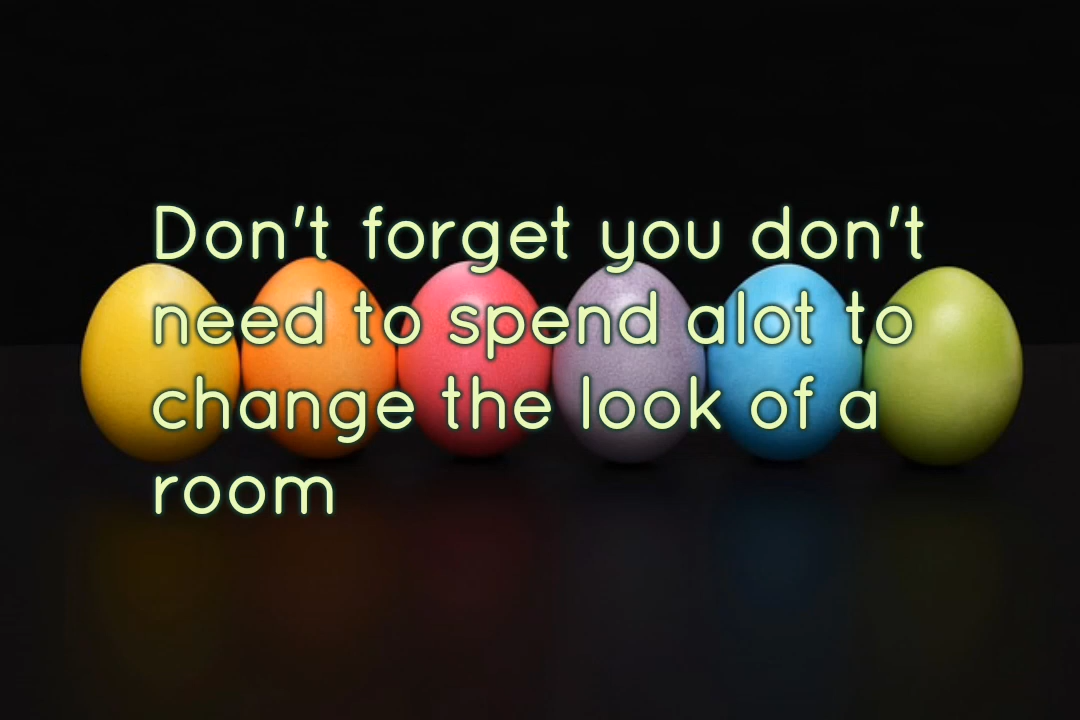 Don't forget you don't
need to spend alot to
change the look of a
room